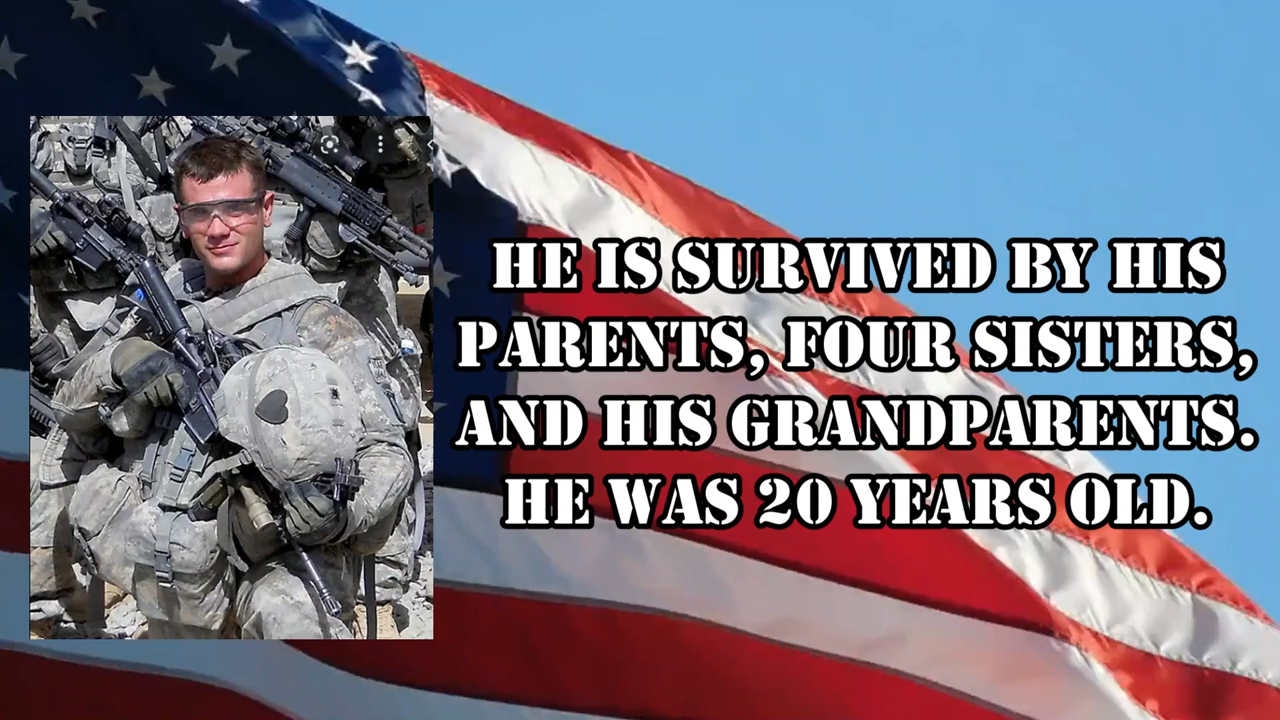 HE IS SURVIVED BY HIS
PARENTS, FOUR SISTERS,
AND HIS GRANDPARENTS.
HE WAS 20 YEARS OLD.